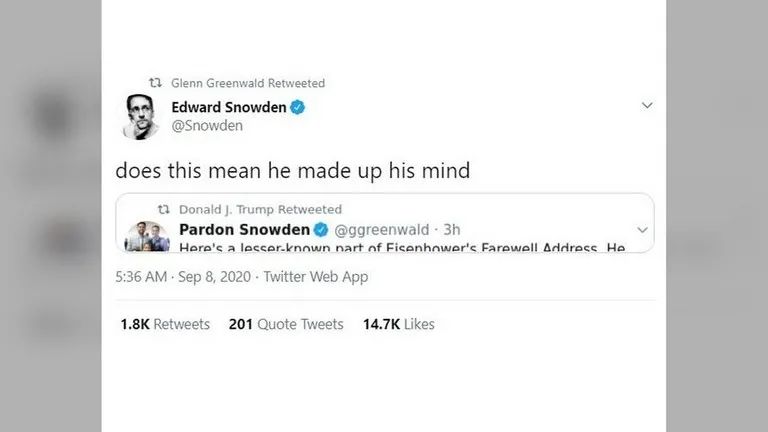 Glenn Greenwald Retweeted
Edward Snowden
@Snowden
does this mean he made up his mind
Donald J. Trump Retweeted
Pardon Snowden @ggreenwald · 3h
Here's a lesser-known part of Eisenhower's Farewell Address. He
5:36 AM · Sep 8, 2020 · Twitter Web App
1.8K Retweets 201 Quote Tweets 14.7K Likes